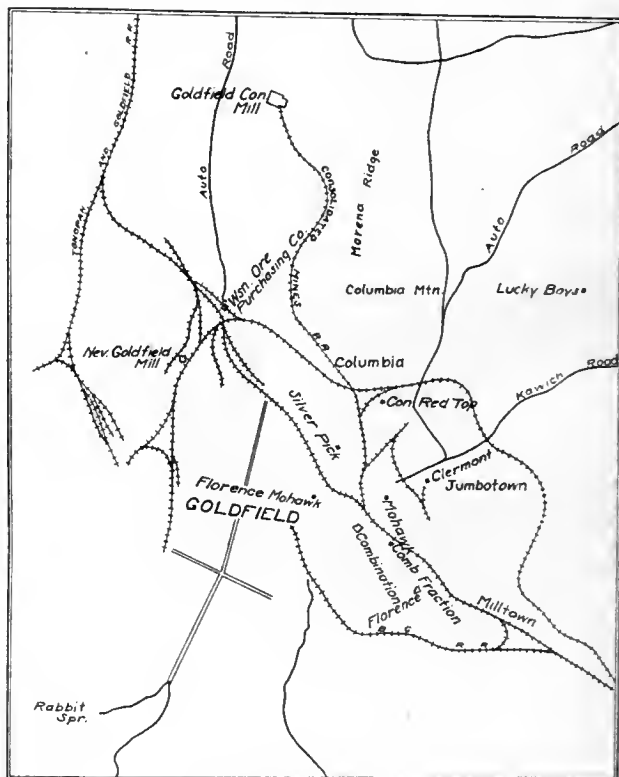 TONOPAH AND GOLDFIELD R R
Auto Road
Goldfield Con.
Mill
CONSOLIDATED MINES R. R.
Morena Ridge
Auto Road
Columbia Mtn.
Lucky Boys
Wsn. Ore
Purchasing Co.
Nev. Goldfield
Mill
Columbia
Kawich Road
Con. Red Top
Silver Pick
Clermont
Jumbotown
Florence Mohawk
GOLDFIELD
Mohawk
Comb. Fraction
Combination
Florence
Milltown
R R
Rabbit
Spr.